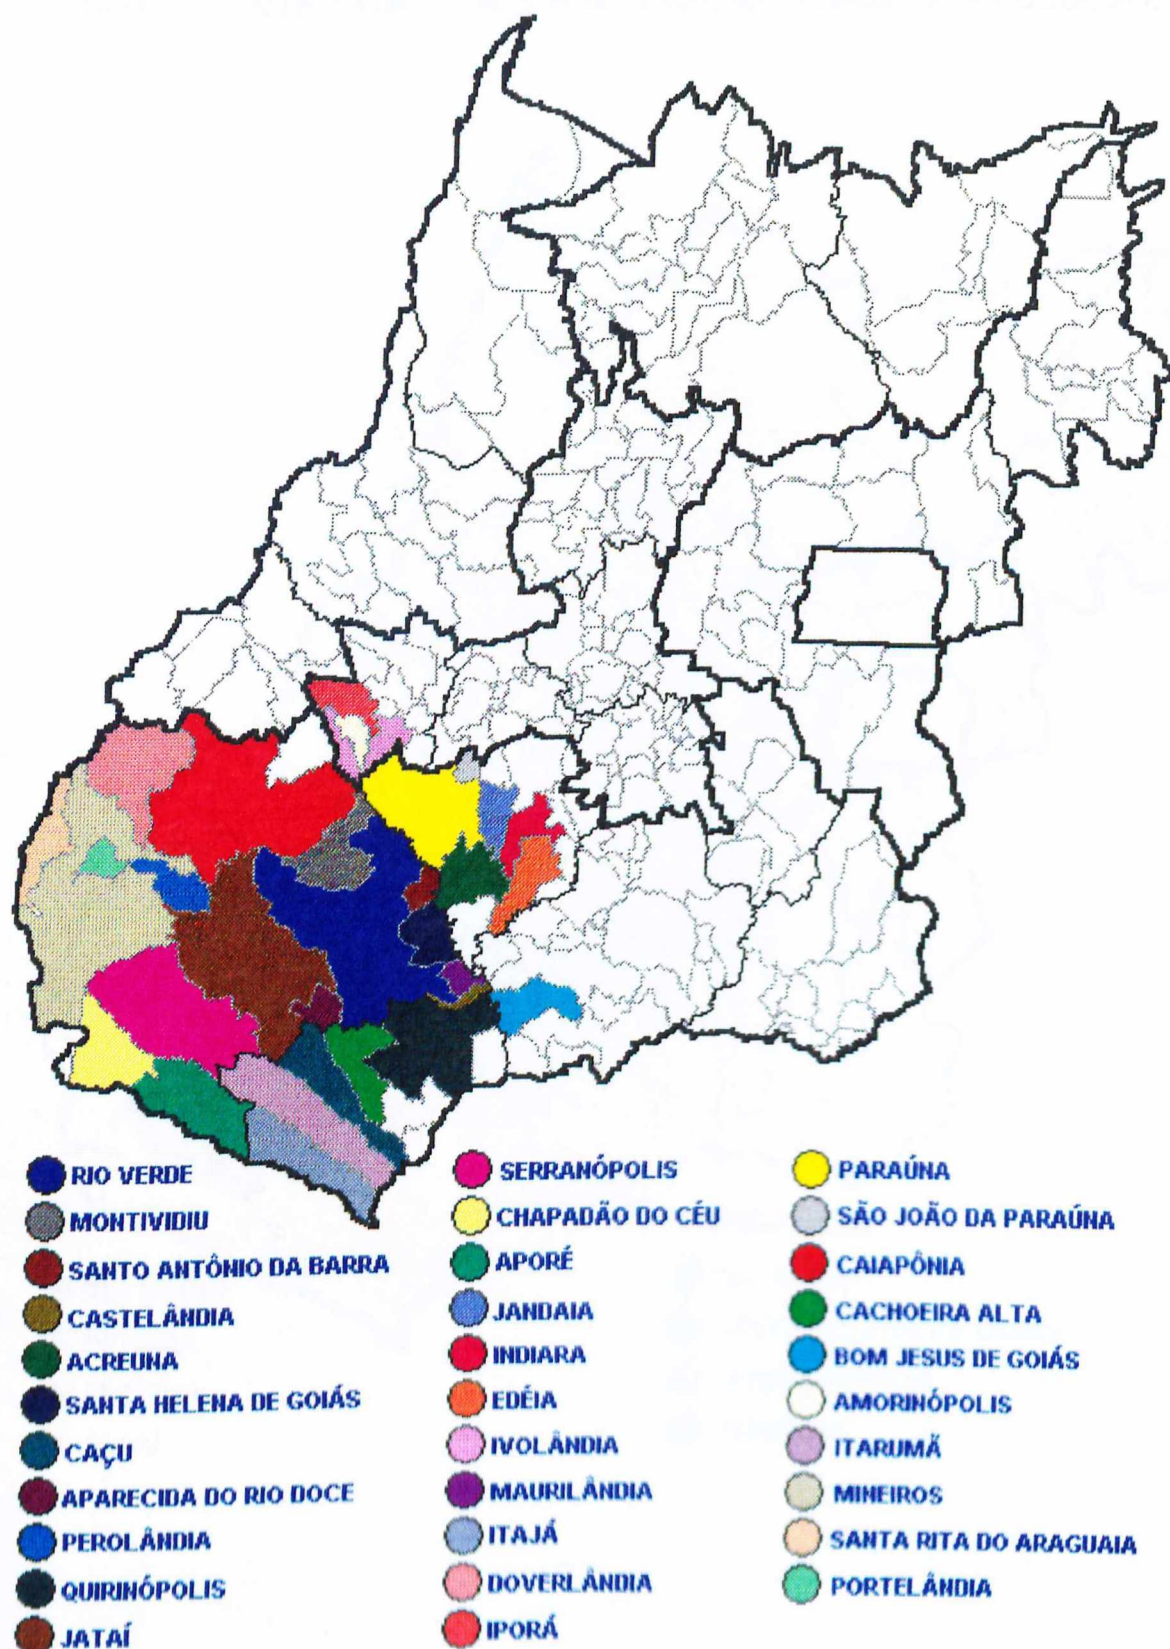 RIO VERDE
MONTIVIDIU
SANTO ANTÔNIO DA BARRA
CASTELÂNDIA
ACREUNA
SANTA HELENA DE GOIÁS
CAÇU
APARECIDA DO RIO DOCE
PEROLÂNDIA
QUIRINÓPOLIS
JATAÍ
SERRANÓPOLIS
CHAPADÃO DO CÉU
APORÉ
JANDAIA
INDIARA
EDÉIA
IVOLÂNDIA
MAURILÂNDIA
ITAJÁ
DOVERLÂNDIA
IPORÁ
PARAÚNA
SÃO JOÃO DA PARAÚNA
CAIAPÔNIA
CACHOEIRA ALTA
BOM JESUS DE GOIÁS
AMORINÓPOLIS
ITARUMÃ
MINEIROS
SANTA RITA DO ARAGUAIA
PORTELÂNDIA